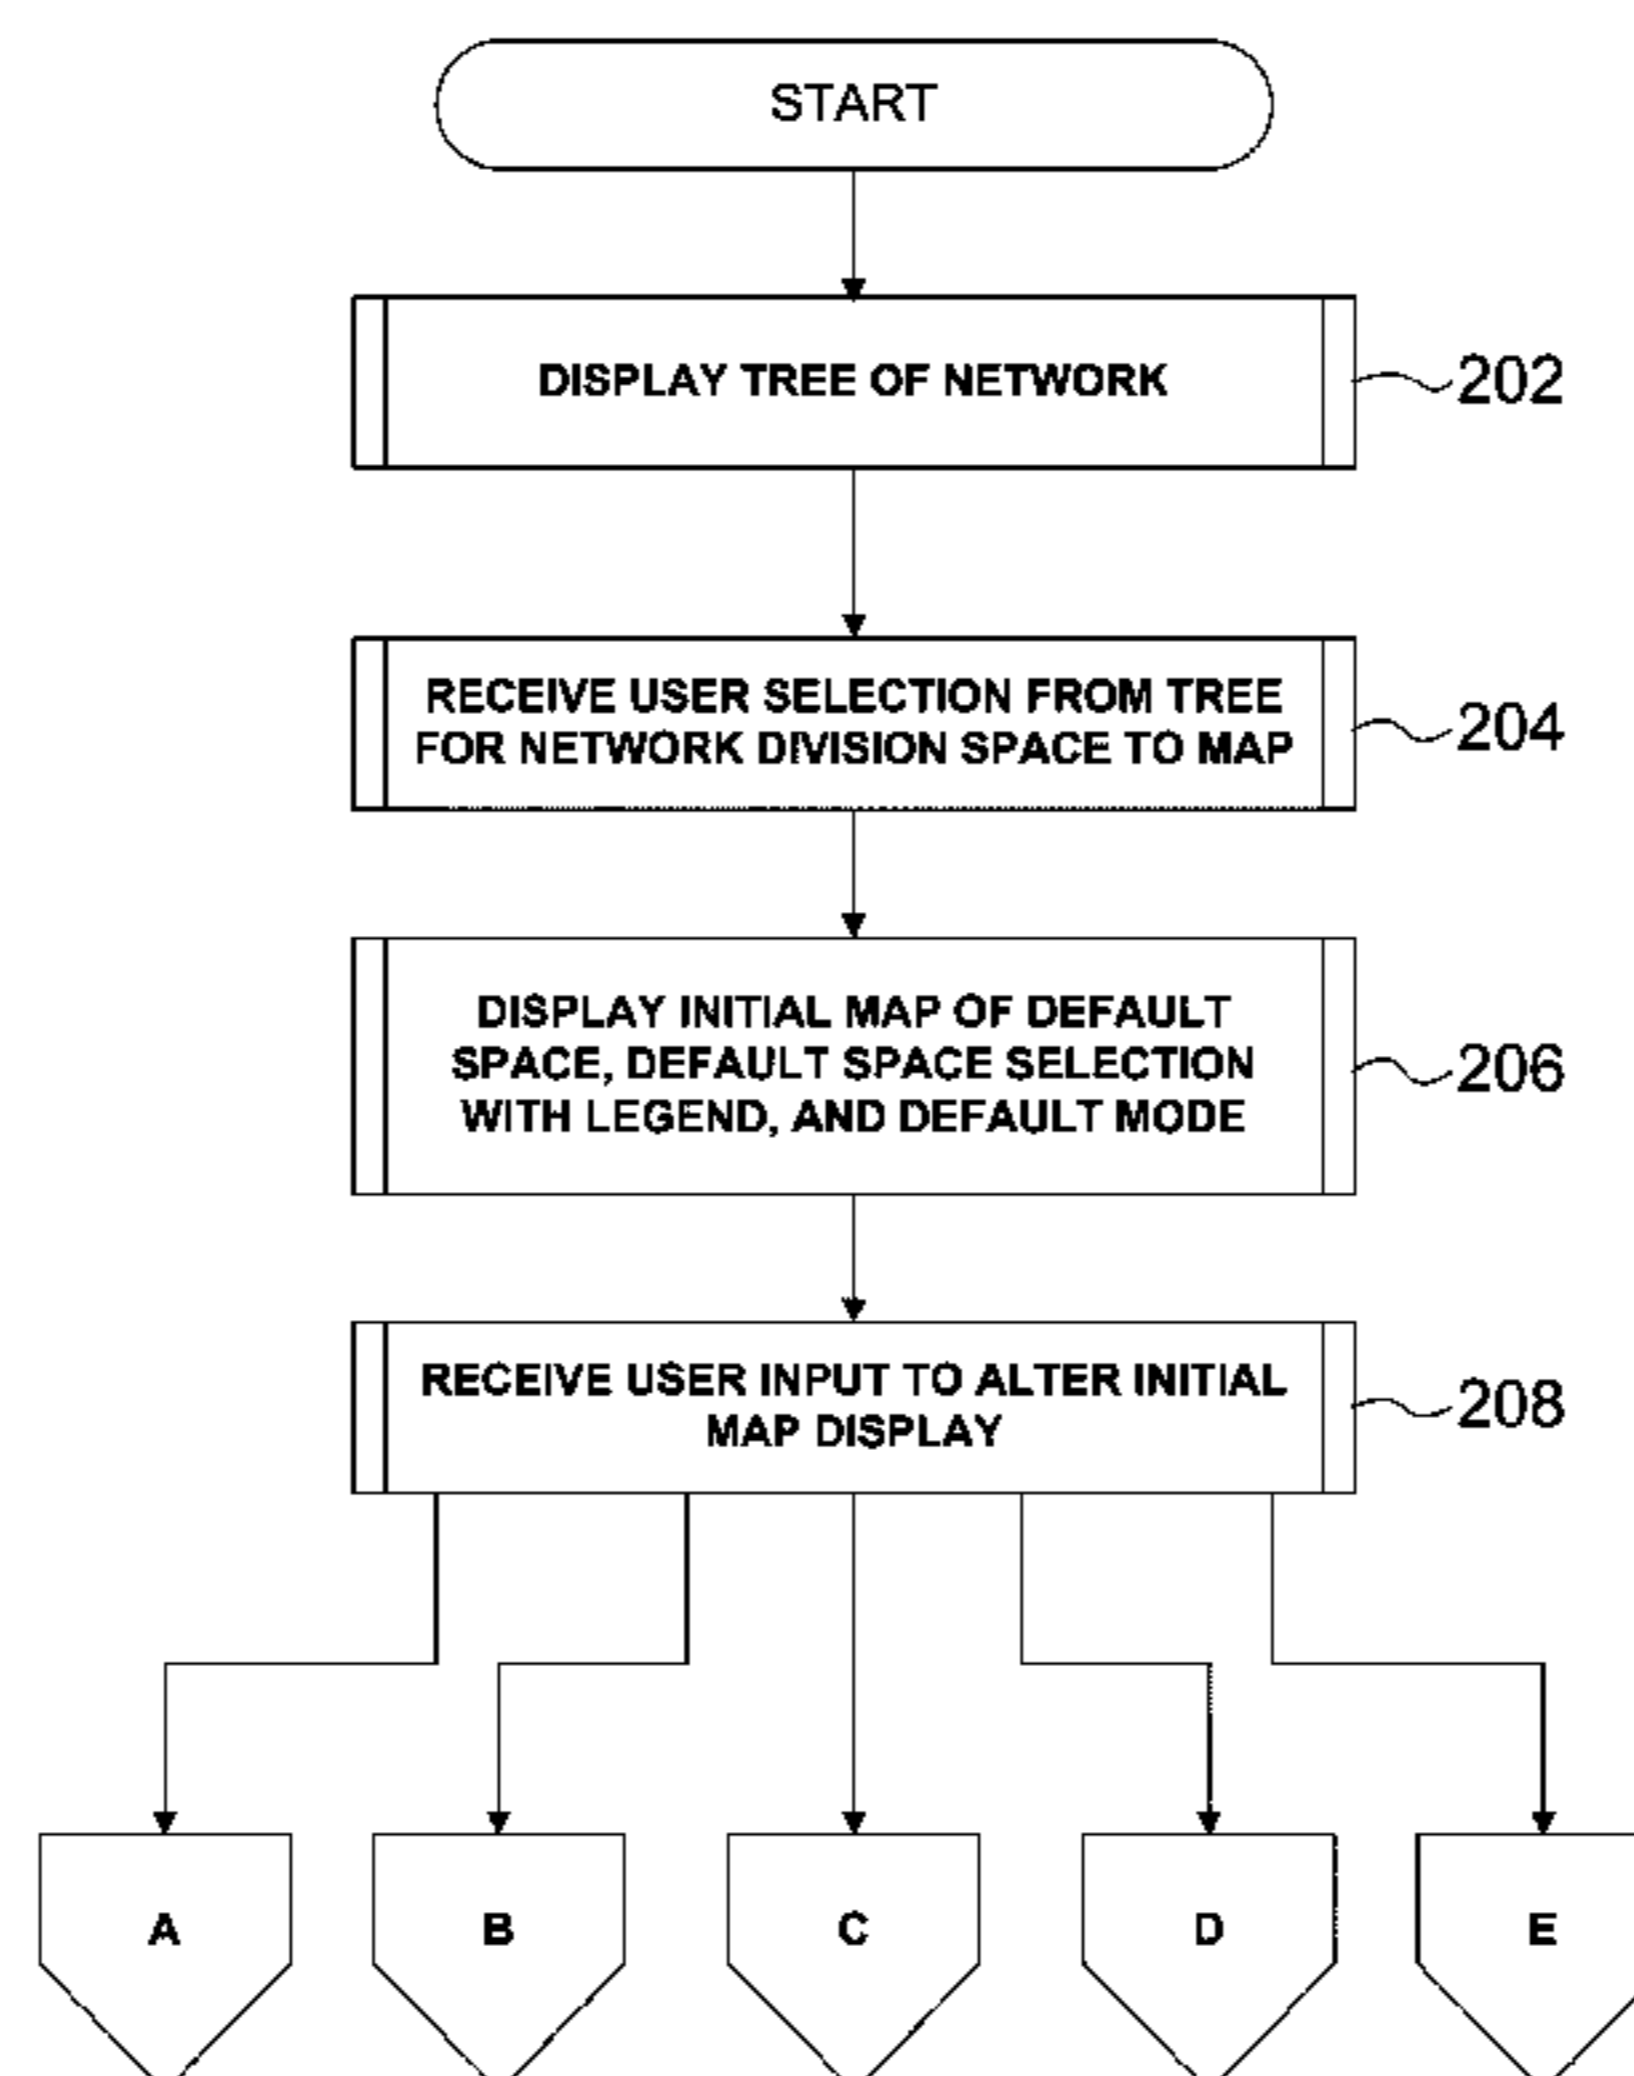 START
DISPLAY TREE OF NETWORK
202
RECEIVE USER SELECTION FROM TREE
FOR NETWORK DIVISION SPACE TO MAP
204
DISPLAY INITIAL MAP OF DEFAULT
SPACE, DEFAULT SPACE SELECTION
WITH LEGEND, AND DEFAULT MODE
206
RECEIVE USER INPUT TO ALTER INITIAL
MAP DISPLAY
208
A
B
C
D
E